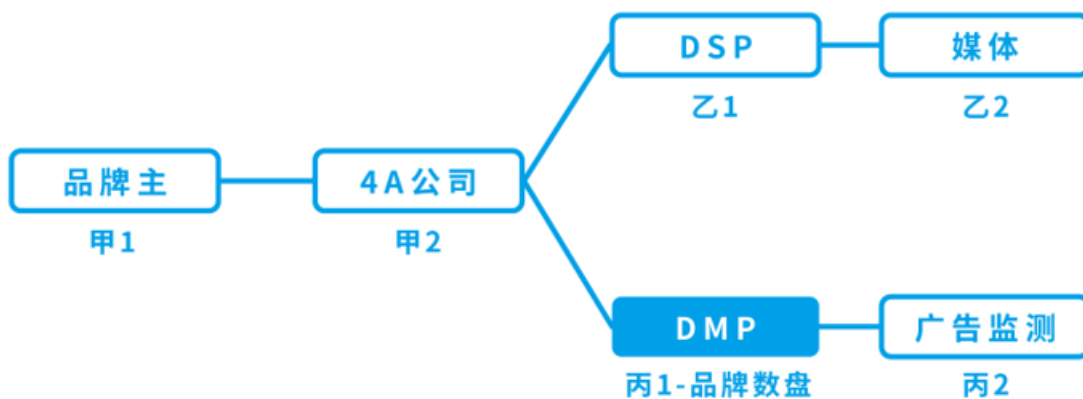 DSP
媒体
乙1
乙2
品牌主
4A公司
甲1
甲2
DMP
广告监测
丙1-品牌数盘
丙2